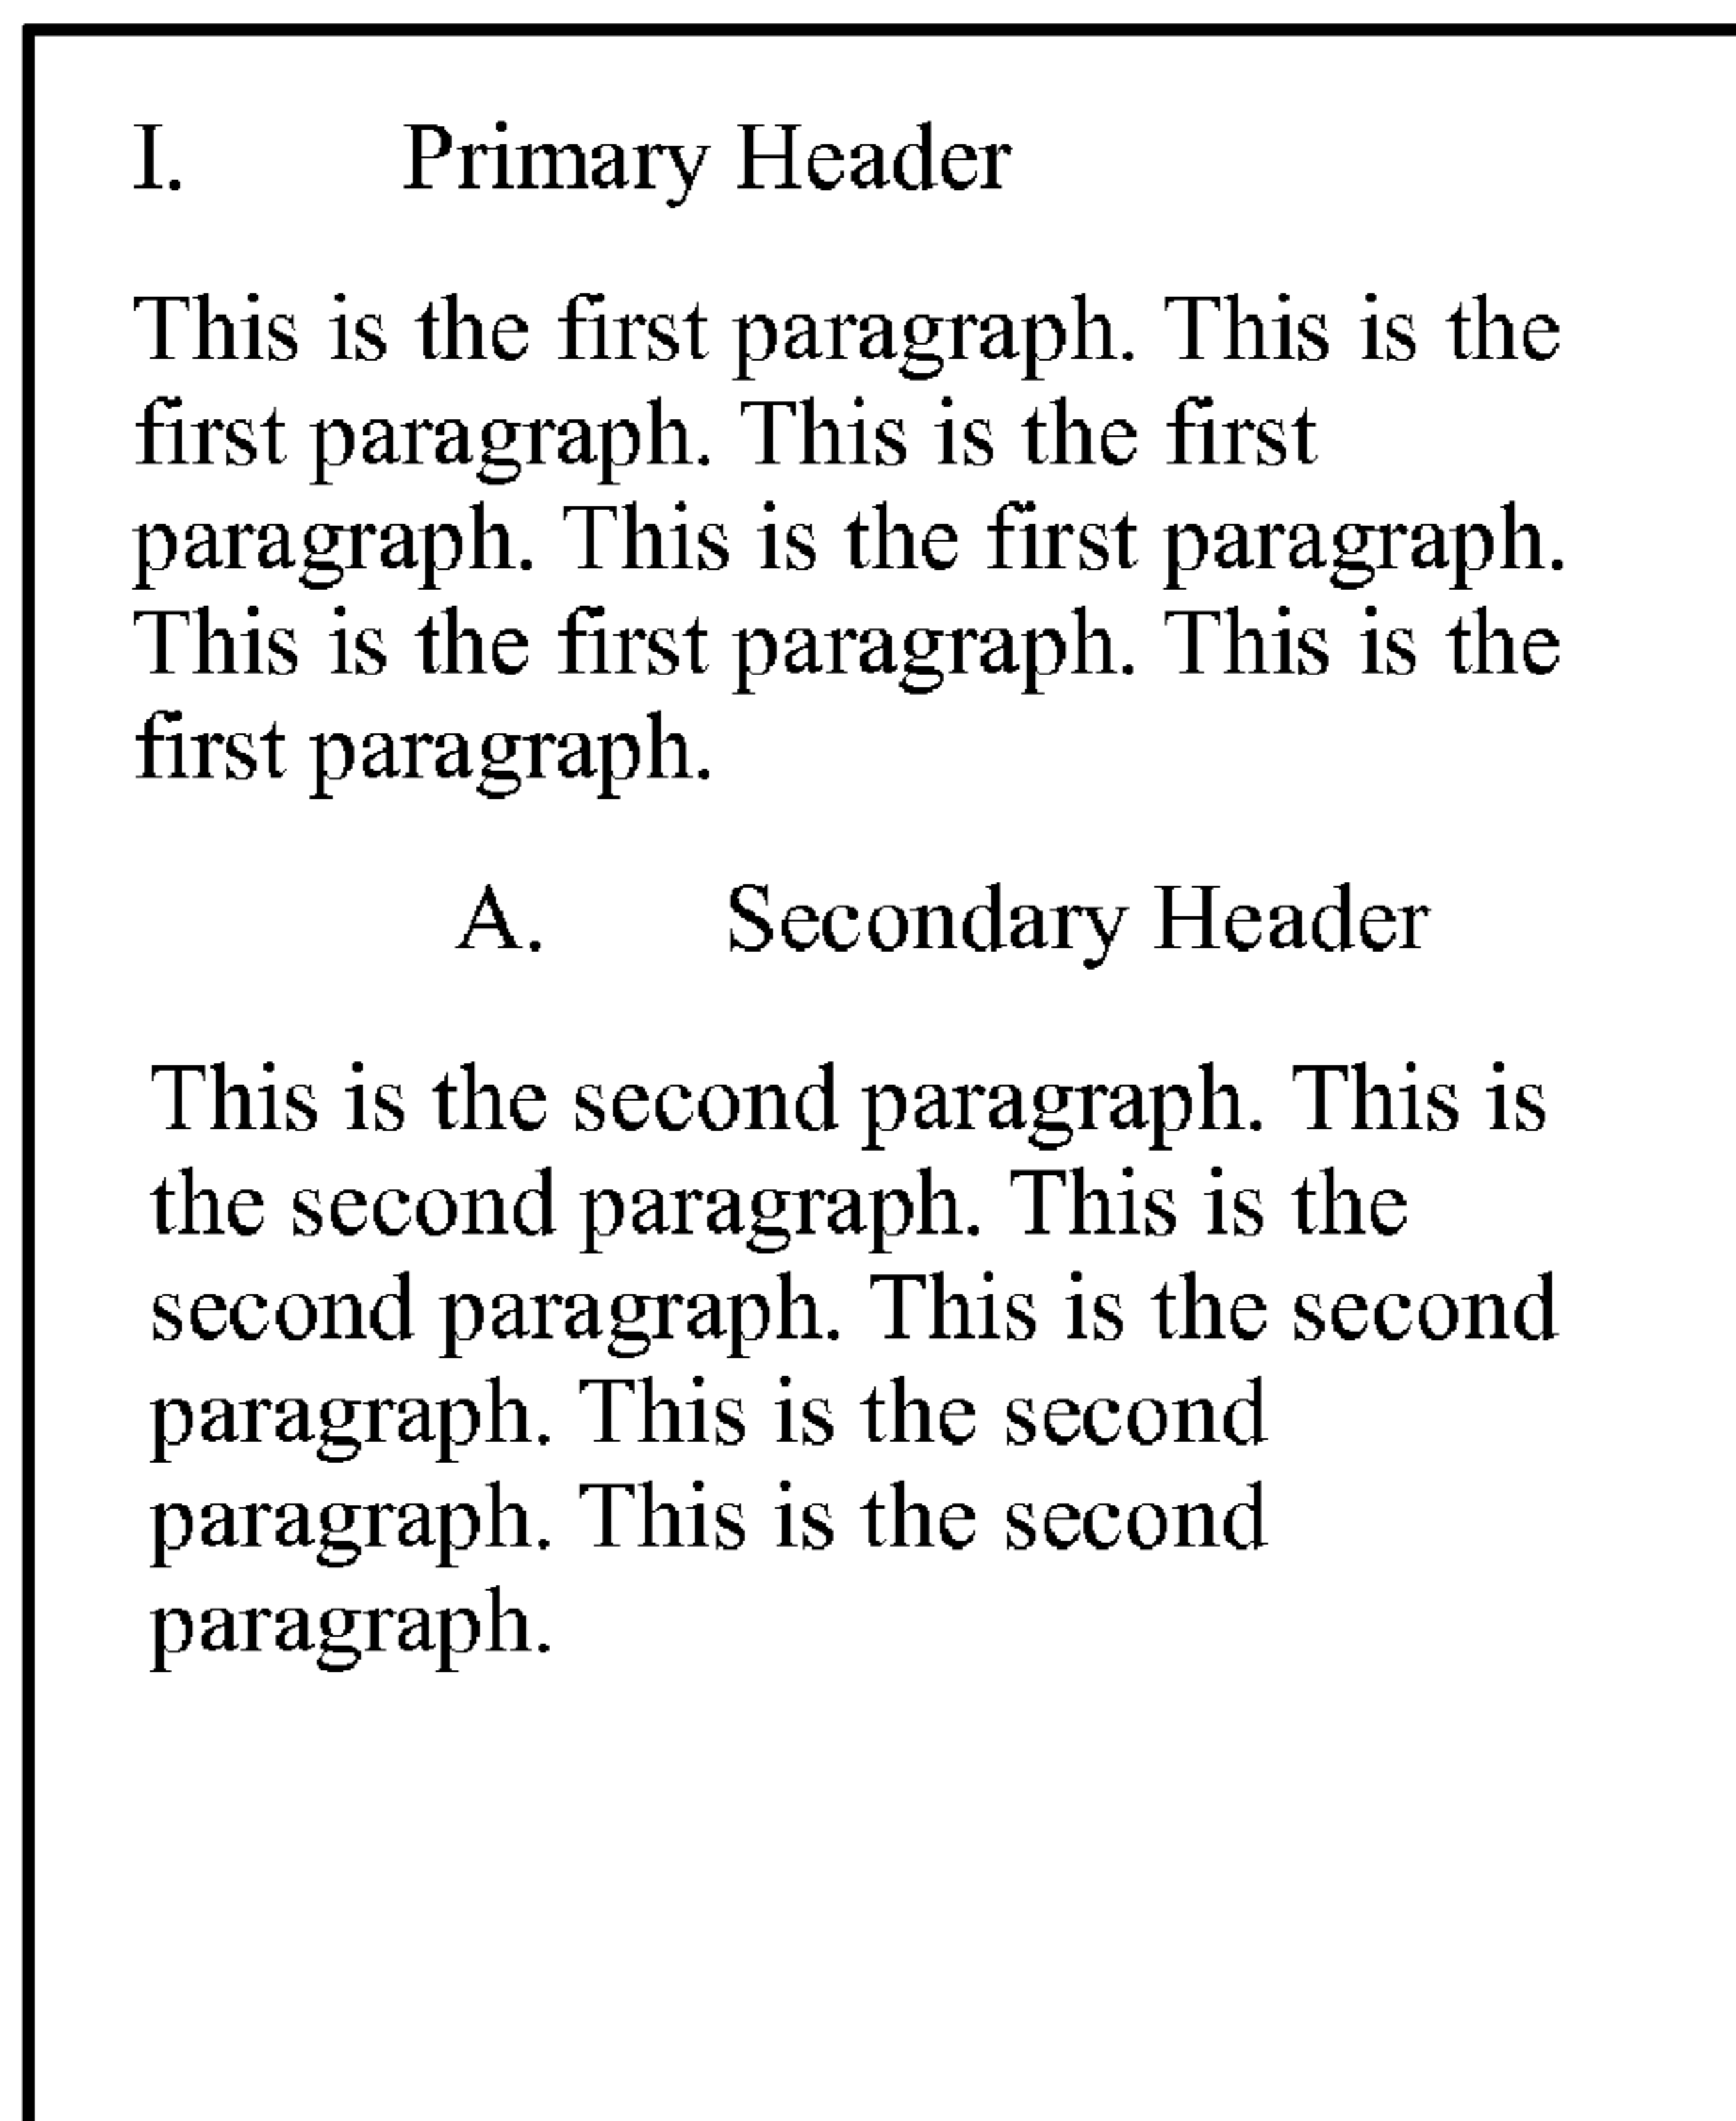 I. Primary Header
This is the first paragraph. This is the
first paragraph. This is the first
paragraph. This is the first paragraph.
This is the first paragraph. This is the
first paragraph.
A. Secondary Header
This is the second paragraph. This is
the second paragraph. This is the
second paragraph. This is the second
paragraph. This is the second
paragraph. This is the second
paragraph.